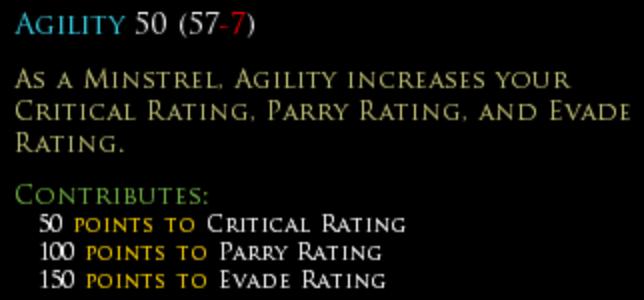 Agility 50 (57-7)
As a Minstrel, Agility increases your
Critical Rating, Parry Rating, and Evade
Rating.
Contributes:
50 points to Critical Rating
100 points to Parry Rating
150 points to Evade Rating